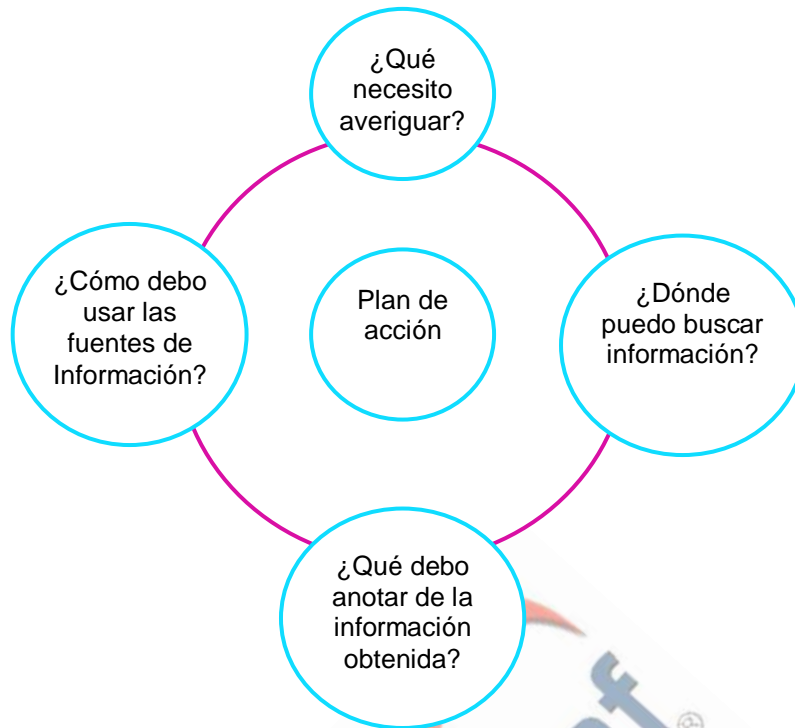 ¿Qué
necesito
averiguar?
¿Cómo debo
usar las
fuentes de
Información?
Plan de
acción
¿Dónde
puedo buscar
información?
¿Qué debo
anotar de la
información
obtenida?